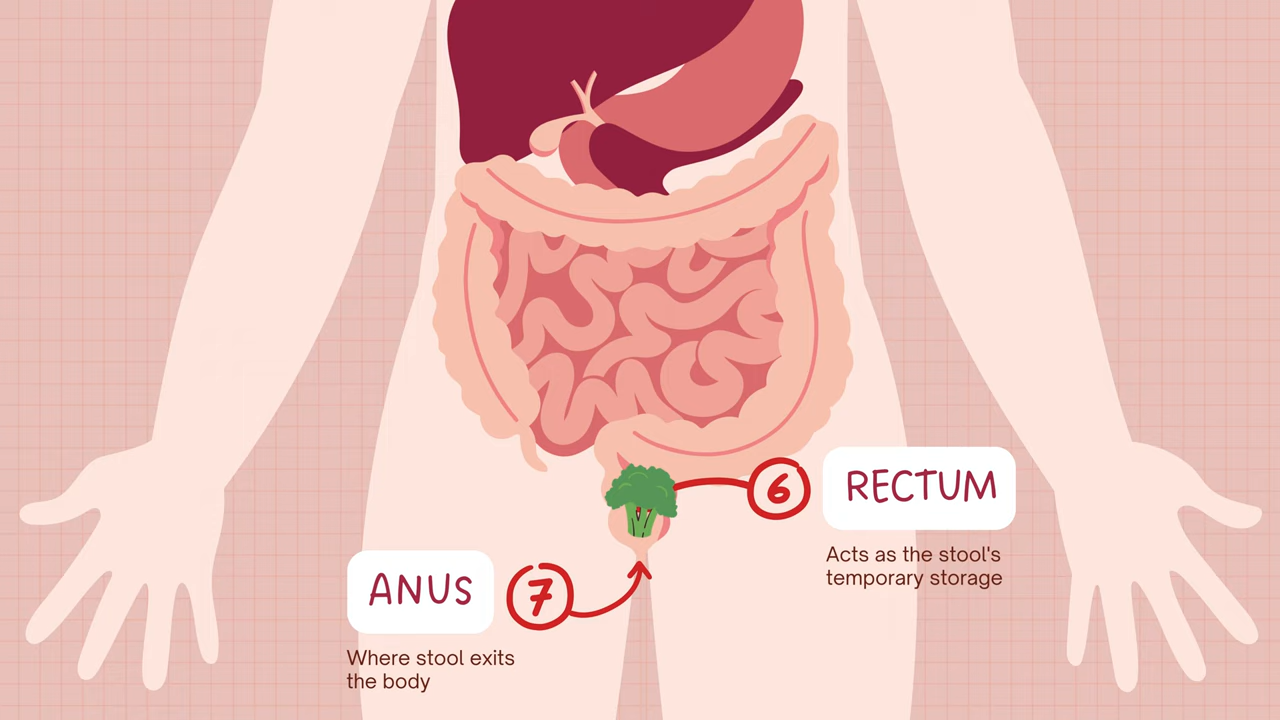 6
RECTUM
Acts as the stool's
temporary storage
ANUS
7
Where stool exits
the body